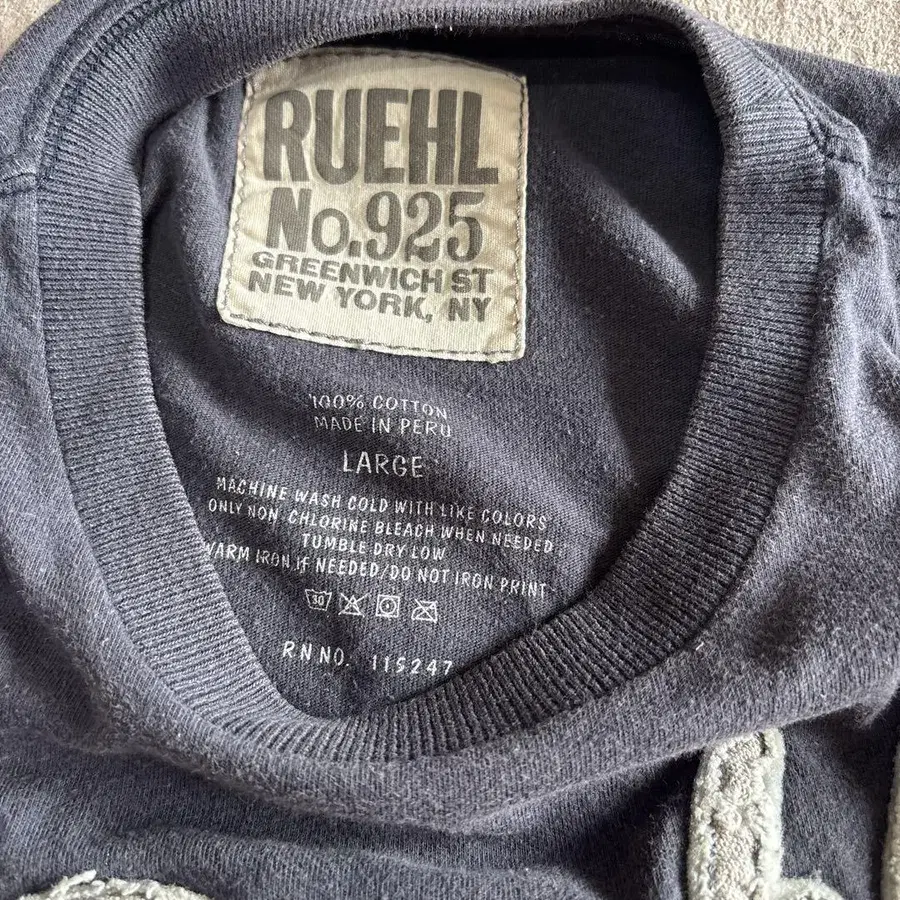 RUEHL
No.925
GREENWICH ST
NEW YORK, NY
100% COTTON
MADE IN PERU
LARGE
MACHINE WASH COLD WITH LIKE COLORS
ONLY NON CHLORINE BLEACH WHEN NEEDED
TUMBLE DRY LOW
WARM IRON IF NEEDED/DO NOT IRON PRINT
30
RN NO. 115247